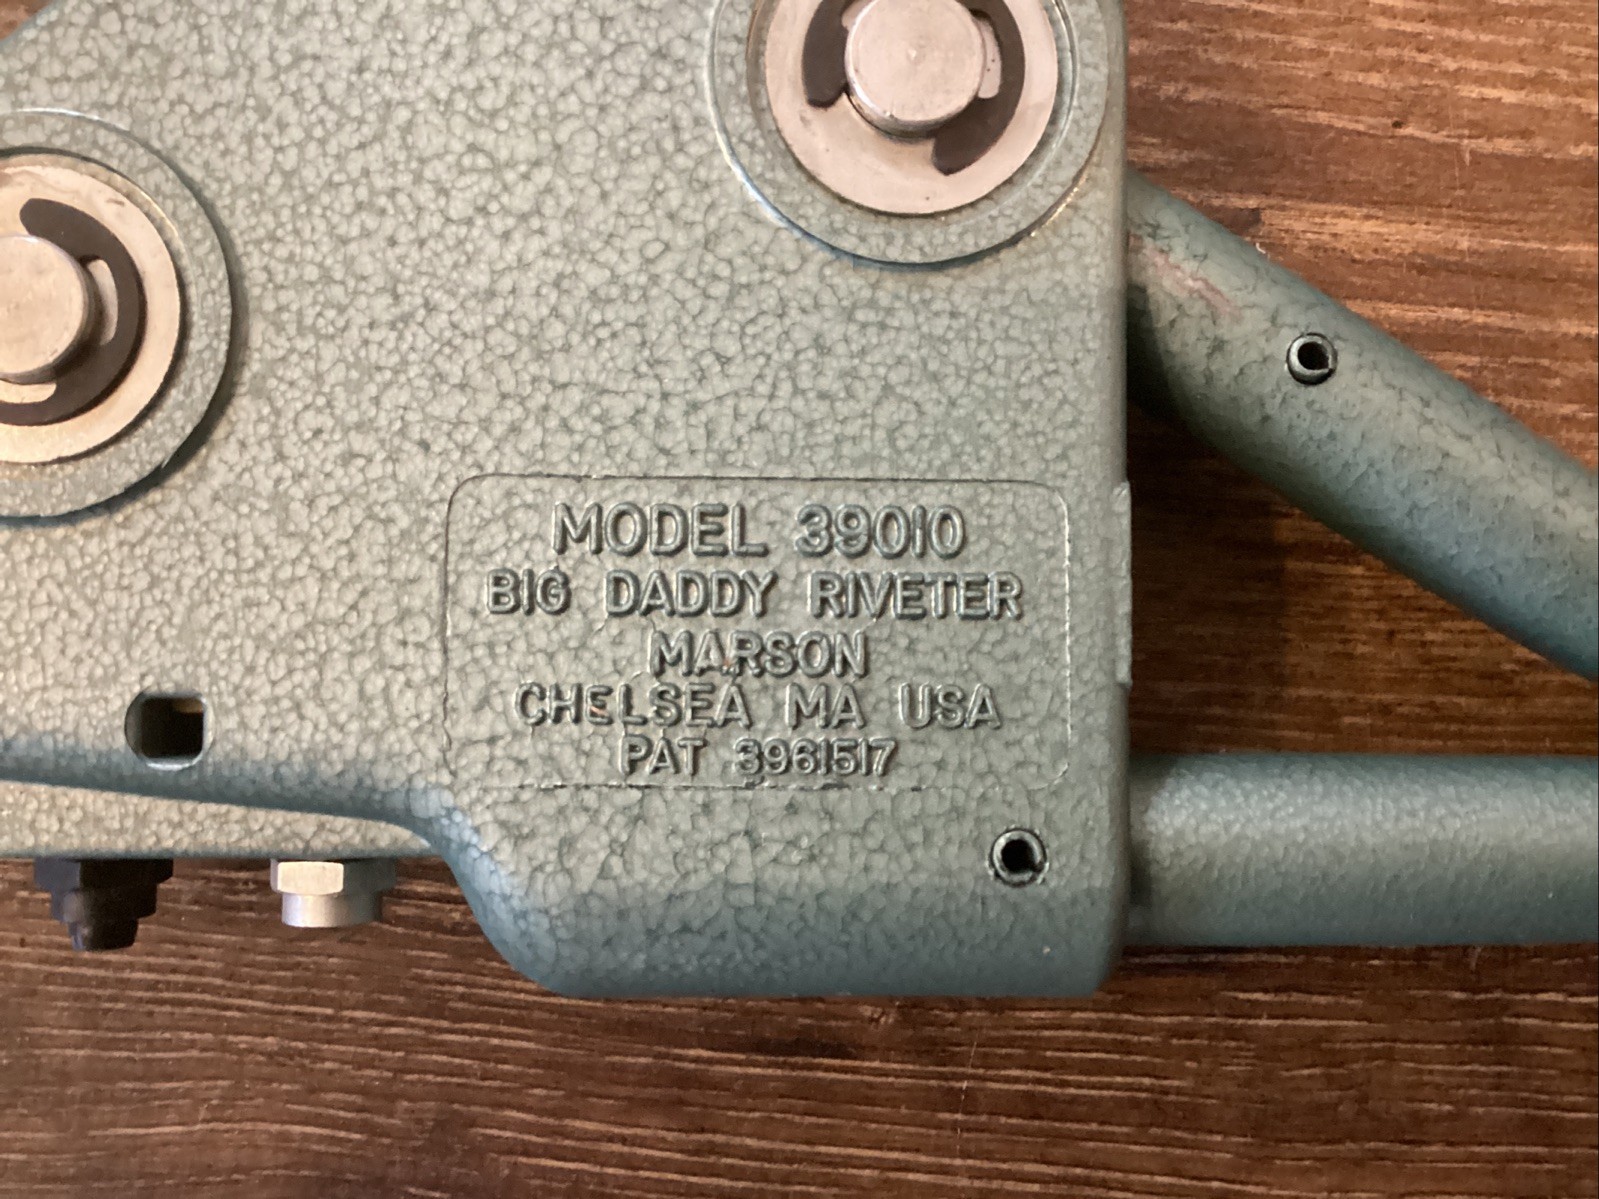 MODEL 39010
BIG DADDY RIVETER
MARSON
CHELSEA MA USA
PAT 3961517